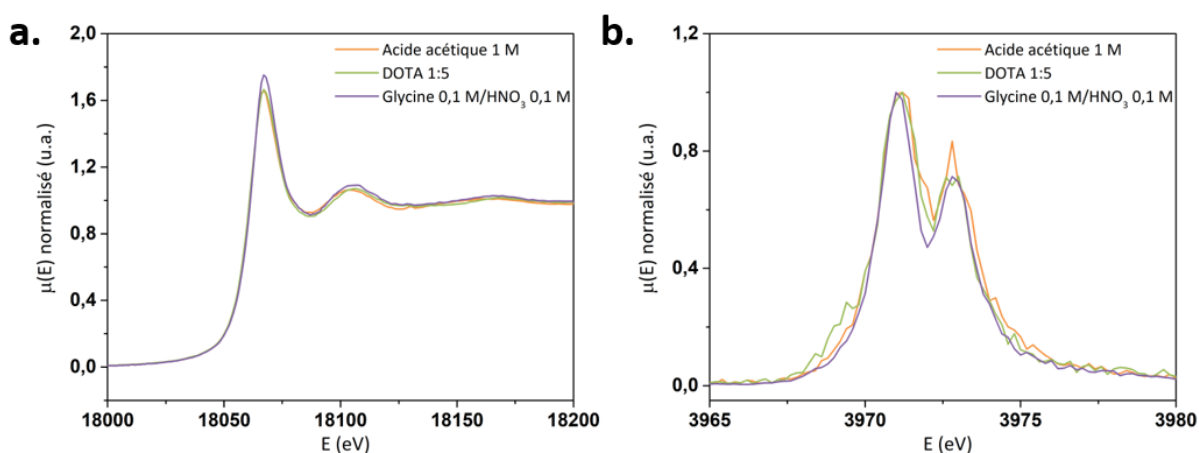 a.
2,0
1,6
1,2
0,8
0,4
0,0
μ(E) normalisé (u.a.)
Acide acétique 1 M
DOTA 1:5
Glycine 0,1 M/HNO₃ 0,1 M
18000 18050 18100 18150 18200
E (eV)
b.
1,2
0,8
0,4
0,0
μ(E) normalisé (u.a.)
Acide acétique 1 M
DOTA 1:5
Glycine 0,1 M/HNO₃ 0,1 M
3965 3970 3975 3980
E (eV)